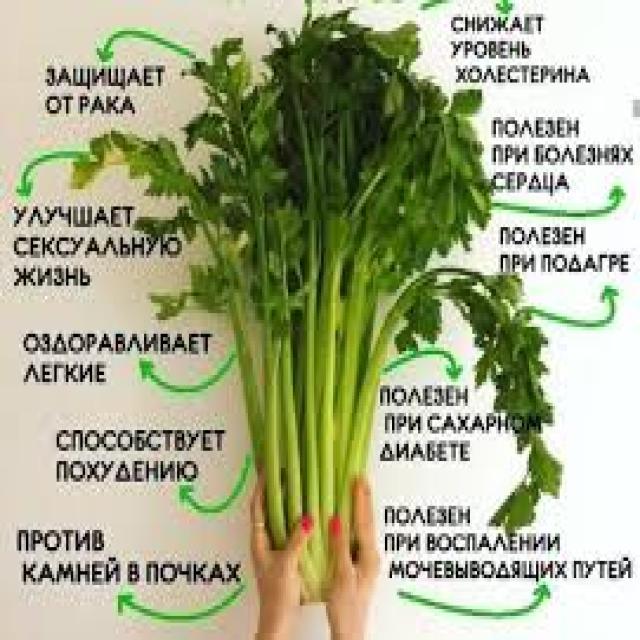 ЗАЩИЩАЕТ
ОТ РАКА
УЛУЧШАЕТ
СЕКСУАЛЬНУЮ
ЖИЗНЬ
ОЗДОРАВЛИВАЕТ
ЛЕГКИЕ
СПОСОБСТВУЕТ
ПОХУДЕНИЮ
ПРОТИВ
КАМНЕЙ В ПОЧКАХ
СНИЖАЕТ
УРОВЕНЬ
ХОЛЕСТЕРИНА
ПОЛЕЗЕН
ПРИ БОЛЕЗНЯХ
СЕРДЦА
ПОЛЕЗЕН
ПРИ ПОДАГРЕ
ПОЛЕЗЕН
ПРИ САХАРНОМ
ДИАБЕТЕ
ПОЛЕЗЕН
ПРИ ВОСПАЛЕНИИ
МОЧЕВЫВОДЯЩИХ ПУТЕЙ